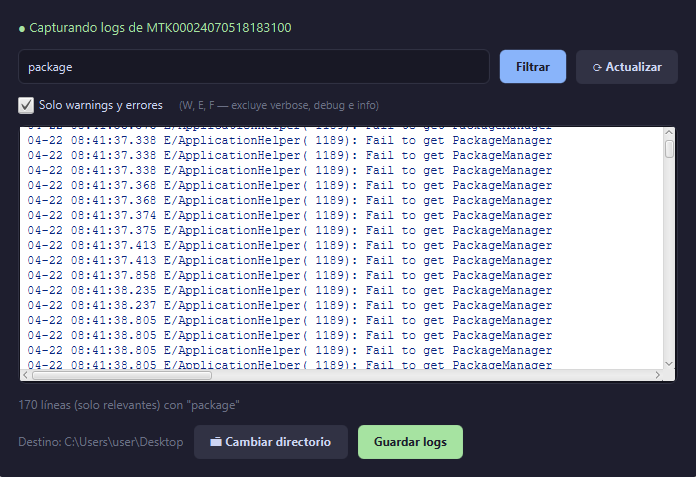 ● Capturando logs de MTK00024070518183100
package
Filtrar
⟳ Actualizar
Solo warnings y errores (W, E, F — excluye verbose, debug e info)
E/ApplicationHelper( 1189): Fail to get PackageManager
04-22 08:41:37.338 E/ApplicationHelper( 1189): Fail to get PackageManager
04-22 08:41:37.338 E/ApplicationHelper( 1189): Fail to get PackageManager
04-22 08:41:37.338 E/ApplicationHelper( 1189): Fail to get PackageManager
04-22 08:41:37.368 E/ApplicationHelper( 1189): Fail to get PackageManager
04-22 08:41:37.368 E/ApplicationHelper( 1189): Fail to get PackageManager
04-22 08:41:37.374 E/ApplicationHelper( 1189): Fail to get PackageManager
04-22 08:41:37.375 E/ApplicationHelper( 1189): Fail to get PackageManager
04-22 08:41:37.413 E/ApplicationHelper( 1189): Fail to get PackageManager
04-22 08:41:37.413 E/ApplicationHelper( 1189): Fail to get PackageManager
04-22 08:41:37.858 E/ApplicationHelper( 1189): Fail to get PackageManager
04-22 08:41:38.235 E/ApplicationHelper( 1189): Fail to get PackageManager
04-22 08:41:38.237 E/ApplicationHelper( 1189): Fail to get PackageManager
04-22 08:41:38.805 E/ApplicationHelper( 1189): Fail to get PackageManager
04-22 08:41:38.805 E/ApplicationHelper( 1189): Fail to get PackageManager
04-22 08:41:38.805 E/ApplicationHelper( 1189): Fail to get PackageManager
04-22 08:41:38.805 E/ApplicationHelper( 1189): Fail to get PackageManager
170 líneas (solo relevantes) con "package"
Destino: C:\Users\user\Desktop
Cambiar directorio
Guardar logs